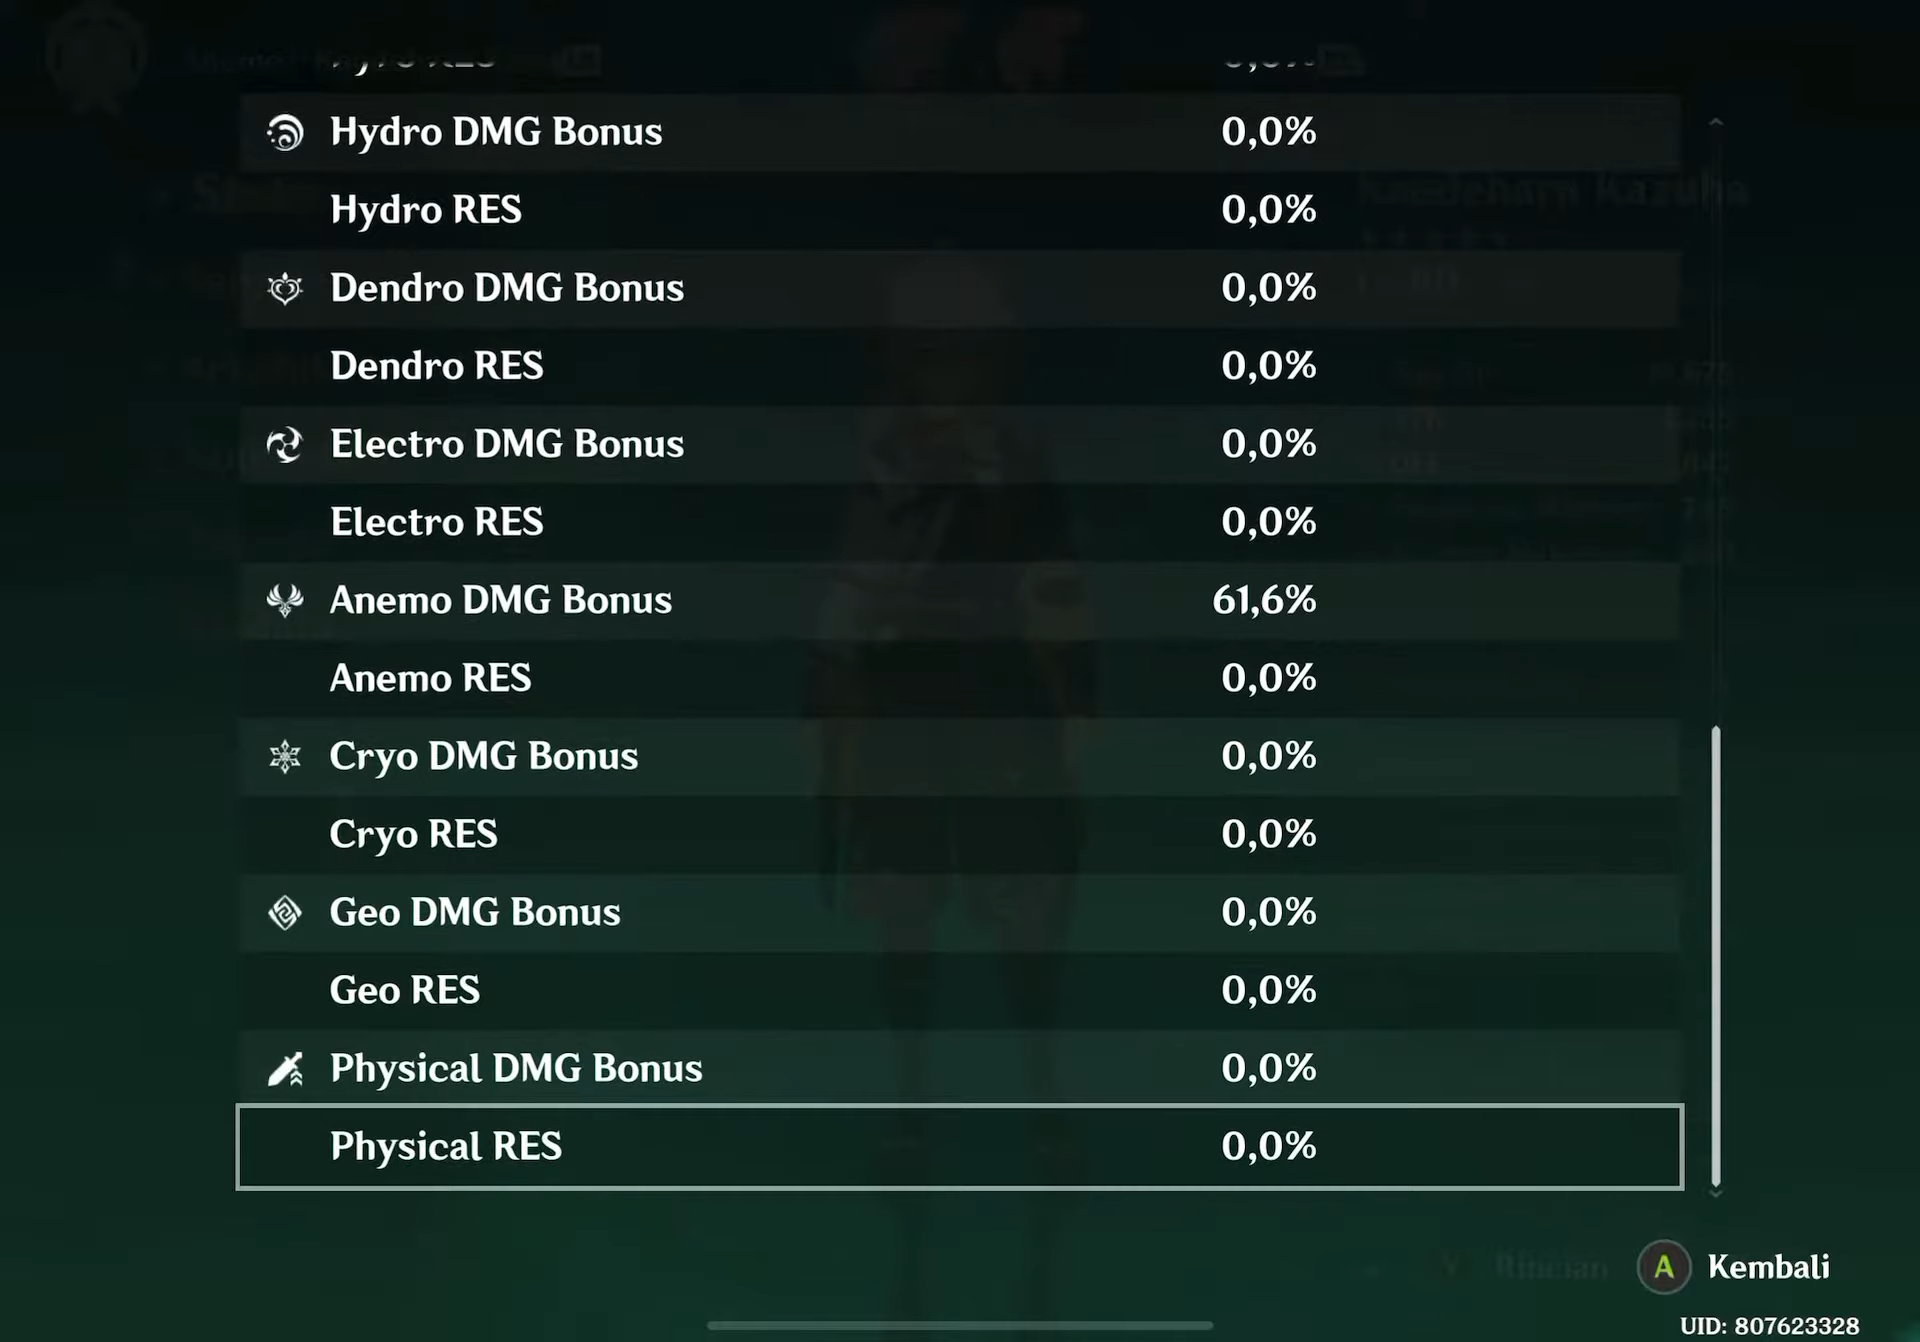 Hydro DMG Bonus 0,0%
Hydro RES 0,0%
Dendro DMG Bonus 0,0%
Dendro RES 0,0%
Electro DMG Bonus 0,0%
Electro RES 0,0%
Anemo DMG Bonus 61,6%
Anemo RES 0,0%
Cryo DMG Bonus 0,0%
Cryo RES 0,0%
Geo DMG Bonus 0,0%
Geo RES 0,0%
Physical DMG Bonus 0,0%
Physical RES 0,0%
Kaedehara Kazuha
Rincian
A Kembali
UID: 807623328